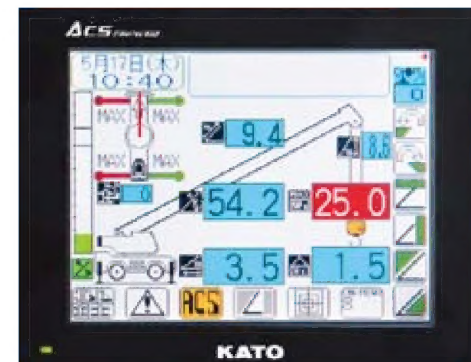 ACS
5月17日(木)
10:40
MAX MAX
9.4
8.6
MAX MAX
0
0
54.2
25.0
3.5
1.5
ACS
KATO